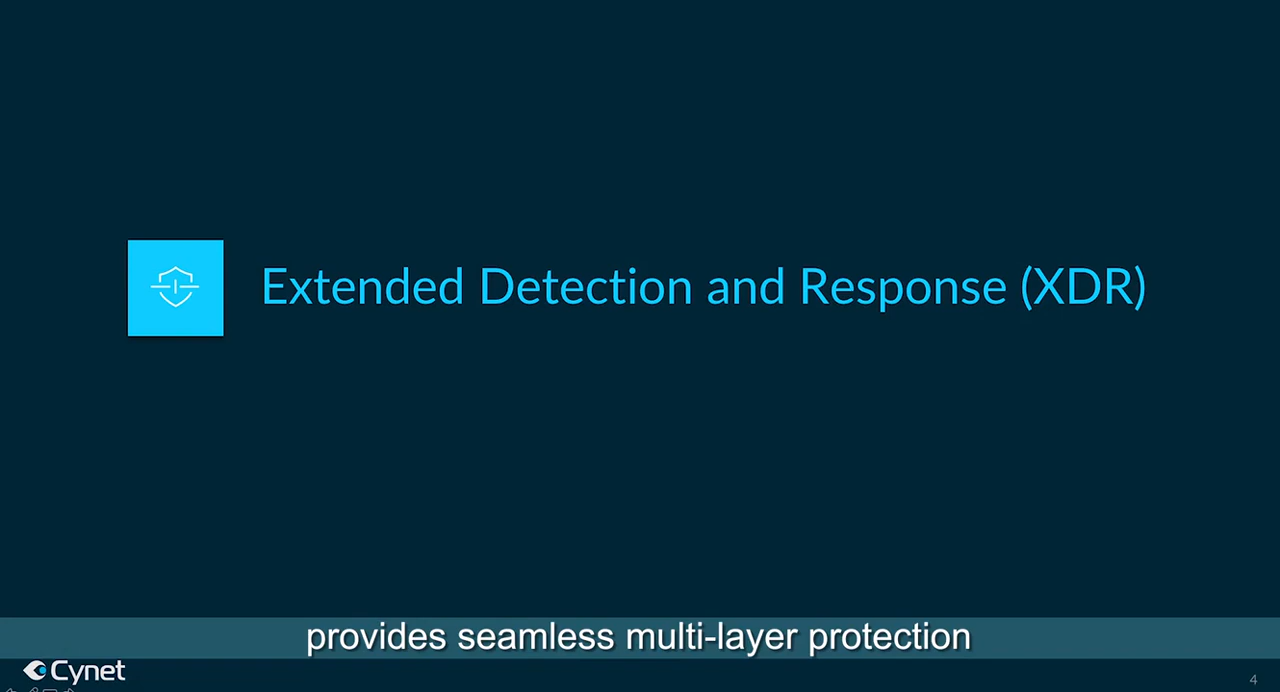 Extended Detection and Response (XDR)
provides seamless multi-layer protection
Cynet
4